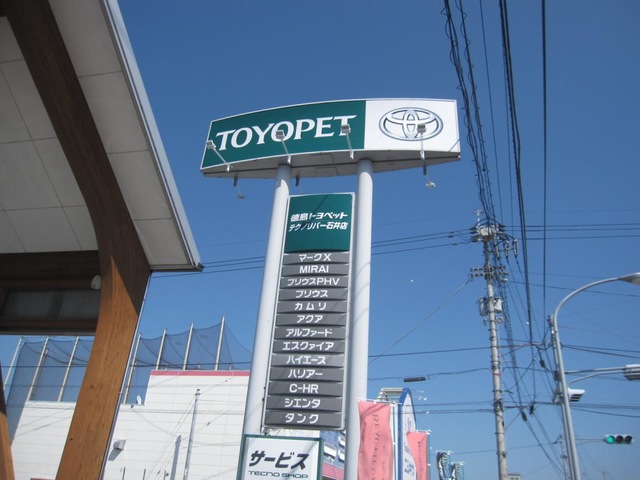 TOYOPET
徳島トヨペット
テクノリバー石井店
マークX
MIRAI
プリウスPHV
プリウス
カムリ
アクア
アルファード
エスクァイア
ハイエース
ハリアー
C-HR
シエンタ
タンク
サービス
TECNO SHOP